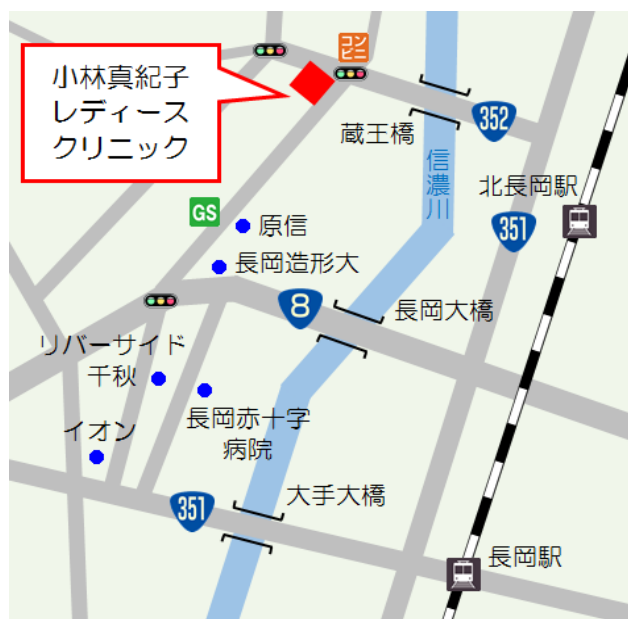 コン
ビニ
小林真紀子
レディース
クリニック
352
蔵王橋
信濃川
北長岡駅
351
GS
原信
長岡造形大
8
長岡大橋
リバーサイド
千秋
長岡赤十字
病院
イオン
351
大手大橋
長岡駅